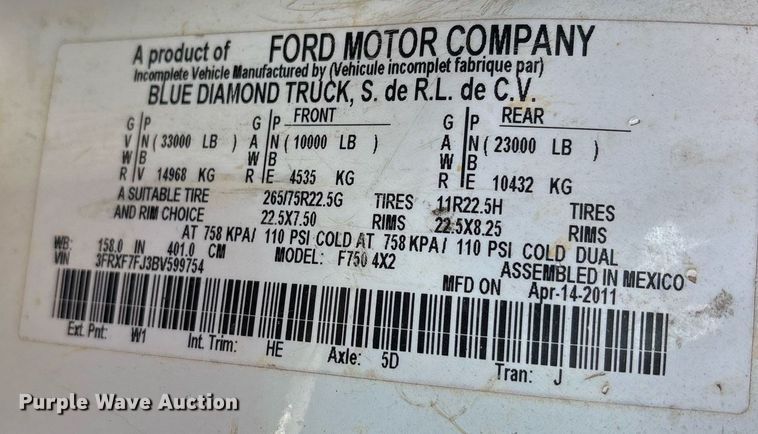 A product of FORD MOTOR COMPANY
Incomplete Vehicle Manufactured by (Vehicule incomplet fabrique par)
BLUE DIAMOND TRUCK, S. de R.L. de C.V.
FRONT REAR
G P G P G P
V N ( 33000 LB ) A N ( 10000 LB ) A N ( 23000 LB )
W B W B W B
R V 14968 KG R E 4535 KG R E 10432 KG
A SUITABLE TIRE 265/75R22.5G TIRES 11R22.5H TIRES
AND RIM CHOICE 22.5X7.50 RIMS 22.5X8.25 RIMS
AT 758 KPA/ 110 PSI COLD AT 758 KPA/ 110 PSI COLD DUAL
WB: 158.0 IN 401.0 CM ASSEMBLED IN MEXICO
VIN 3FRXF7FJ3BV599754 MODEL: F750 4X2 MFD ON Apr-14-2011
Ext. Pnt: W1 Int. Trim: HE Axle: 5D Tran: J
Purple Wave Auction